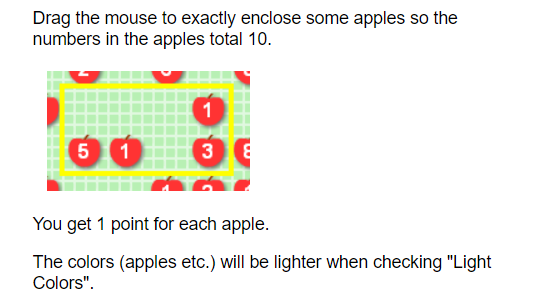 Drag the mouse to exactly enclose some apples so the
numbers in the apples total 10.
1
5 1 3
You get 1 point for each apple.
The colors (apples etc.) will be lighter when checking "Light
Colors".